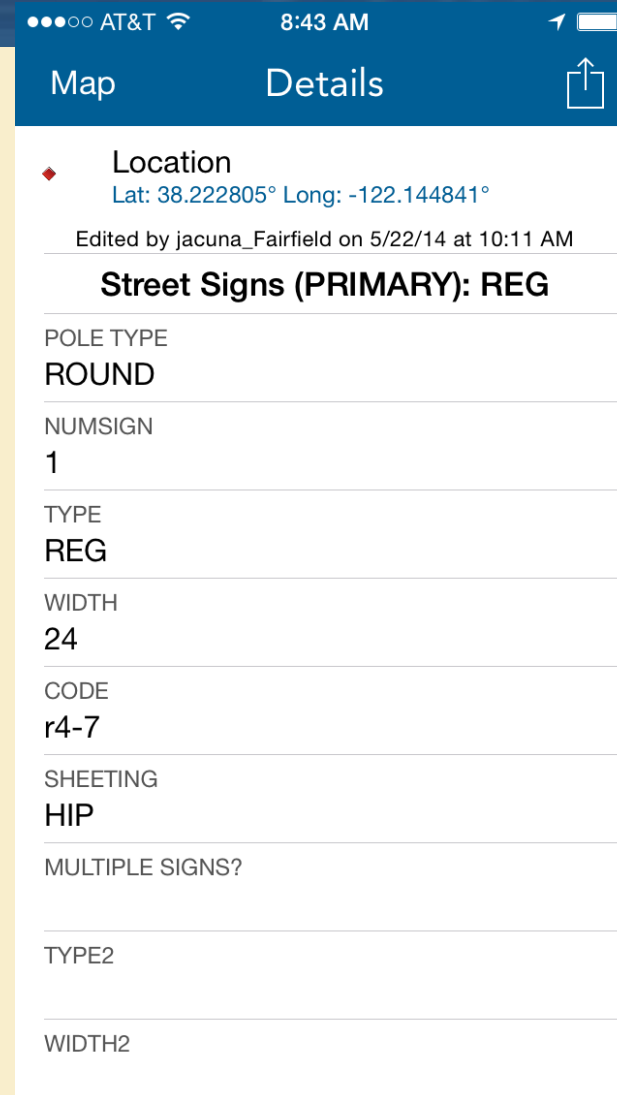 AT&T 8:43 AM
Map Details
Location
Lat: 38.222805° Long: -122.144841°
Edited by jacuna_Fairfield on 5/22/14 at 10:11 AM
Street Signs (PRIMARY): REG
POLE TYPE
ROUND
NUMSIGN
1
TYPE
REG
WIDTH
24
CODE
r4-7
SHEETING
HIP
MULTIPLE SIGNS?
TYPE2
WIDTH2